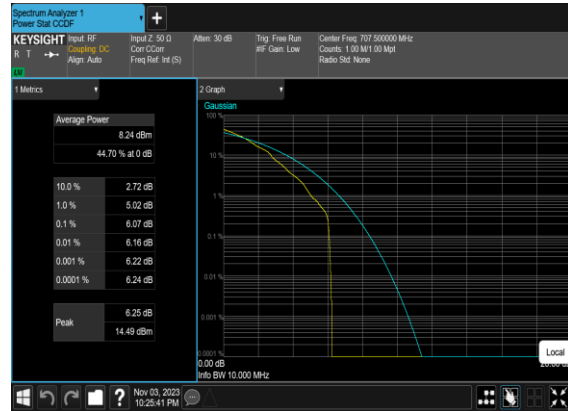 Spectrum Analyzer 1
Power Stat CCDF
KEYSIGHT
R T
LXI
Input: RF
Coupling: DC
Align: Auto
Input Z: 50 Ω
Corr CCorr
Freq Ref: Int (S)
Atten: 30 dB
Trig: Free Run
#IF Gain: Low
Center Freq: 707.500000 MHz
Counts: 1.00 M/1.00 Mpt
Radio Std: None
1 Metrics
Average Power
8.24 dBm
44.70 % at 0 dB
10.0 % 2.72 dB
1.0 % 5.02 dB
0.1 % 6.07 dB
0.01 % 6.16 dB
0.001 % 6.22 dB
0.0001 % 6.24 dB
Peak
6.25 dB
14.49 dBm
2 Graph
Gaussian
100 %
10 %
1 %
0.1 %
0.01 %
0.001 %
0.0001 %
0.00 dB
Info BW 10.000 MHz
Local
Nov 03, 2023
10:25:41 PM